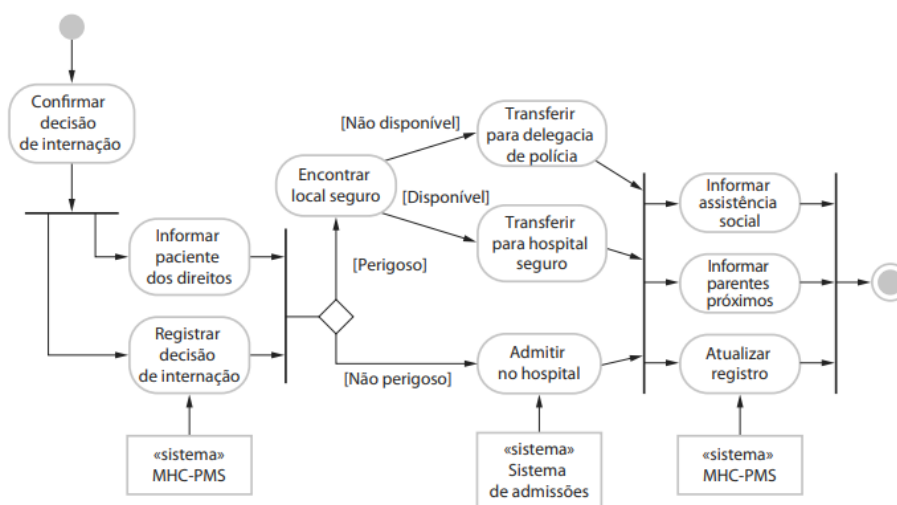 Confirmar
decisão
de internação
Informar
paciente
dos direitos
Registrar
decisão
de internação
«sistema»
MHC-PMS
[Perigoso]
[Não perigoso]
Encontrar
local seguro
[Não disponível]
[Disponível]
Transferir
para delegacia
de polícia
Transferir
para hospital
seguro
Admitir
no hospital
«sistema»
Sistema
de admissões
Informar
assistência
social
Informar
parentes
próximos
Atualizar
registro
«sistema»
MHC-PMS